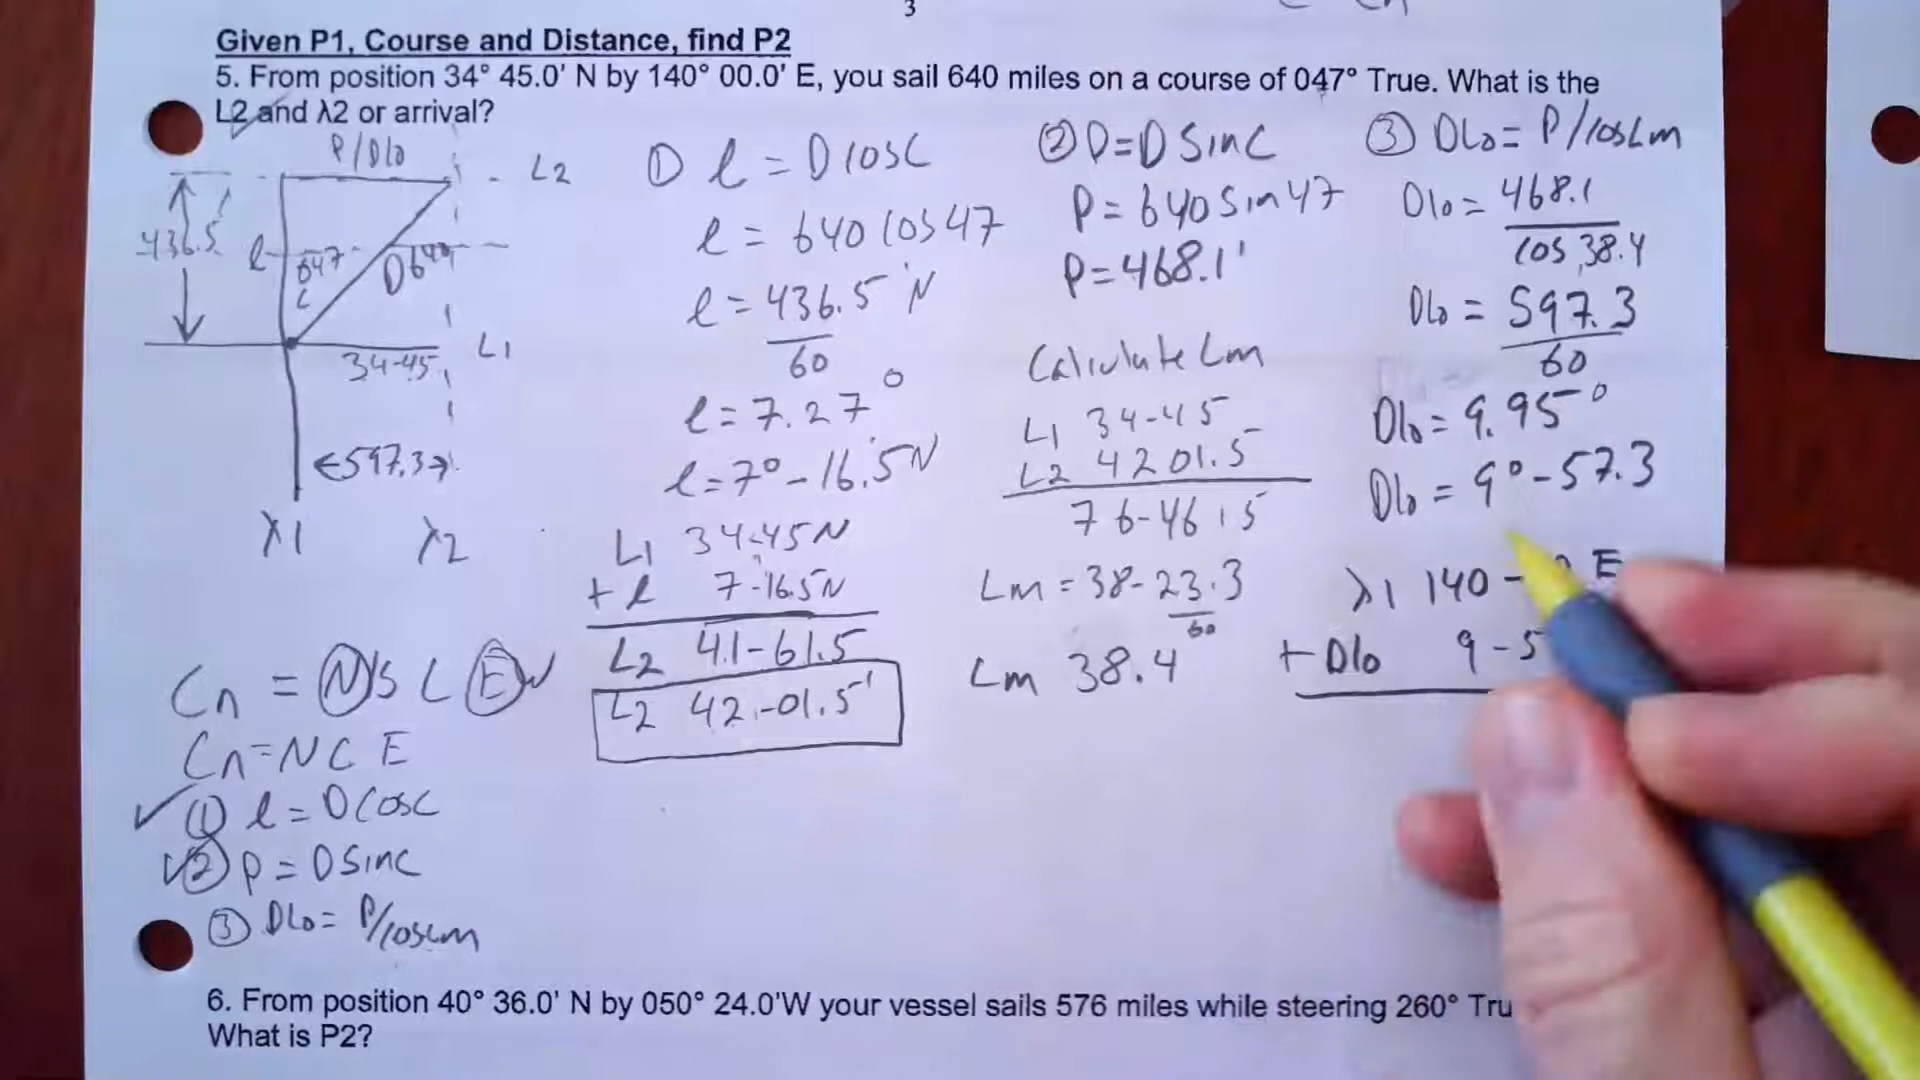 3
Given P1, Course and Distance, find P2
5. From position 34° 45.0' N by 140° 00.0' E, you sail 640 miles on a course of 047° True. What is the
L2 and λ2 or arrival?
P/Dlo
L2
436.5
l
047
C
D640
34-45
L1
←597.3→
λ1 λ2
Cn = N/S C E/W
Cn = N C E
① l = D Cos C
② P = D Sin C
③ DLo = P/cosLm
① l = D cos C
l = 640 cos 47
l = 436.5' N
60
l = 7.27°
l = 7° - 16.5 N
L1 34-45 N
+ l 7-16.5 N
L2 41-61.5
L2 42-01.5'
② P = D Sin C
P = 640 Sin 47
P = 468.1'
Calculate Lm
L1 34-45
L2 42 01.5
76-46.5
Lm = 38-23.3
60
Lm 38.4°
③ DLo = P/cosLm
Dlo = 468.1
cos 38.4
Dlo = 597.3
60
Dlo = 9.95°
Dlo = 9° - 57.3
λ1 140 - E
+ Dlo 9 - 5
6. From position 40° 36.0' N by 050° 24.0'W your vessel sails 576 miles while steering 260° Tru
What is P2?